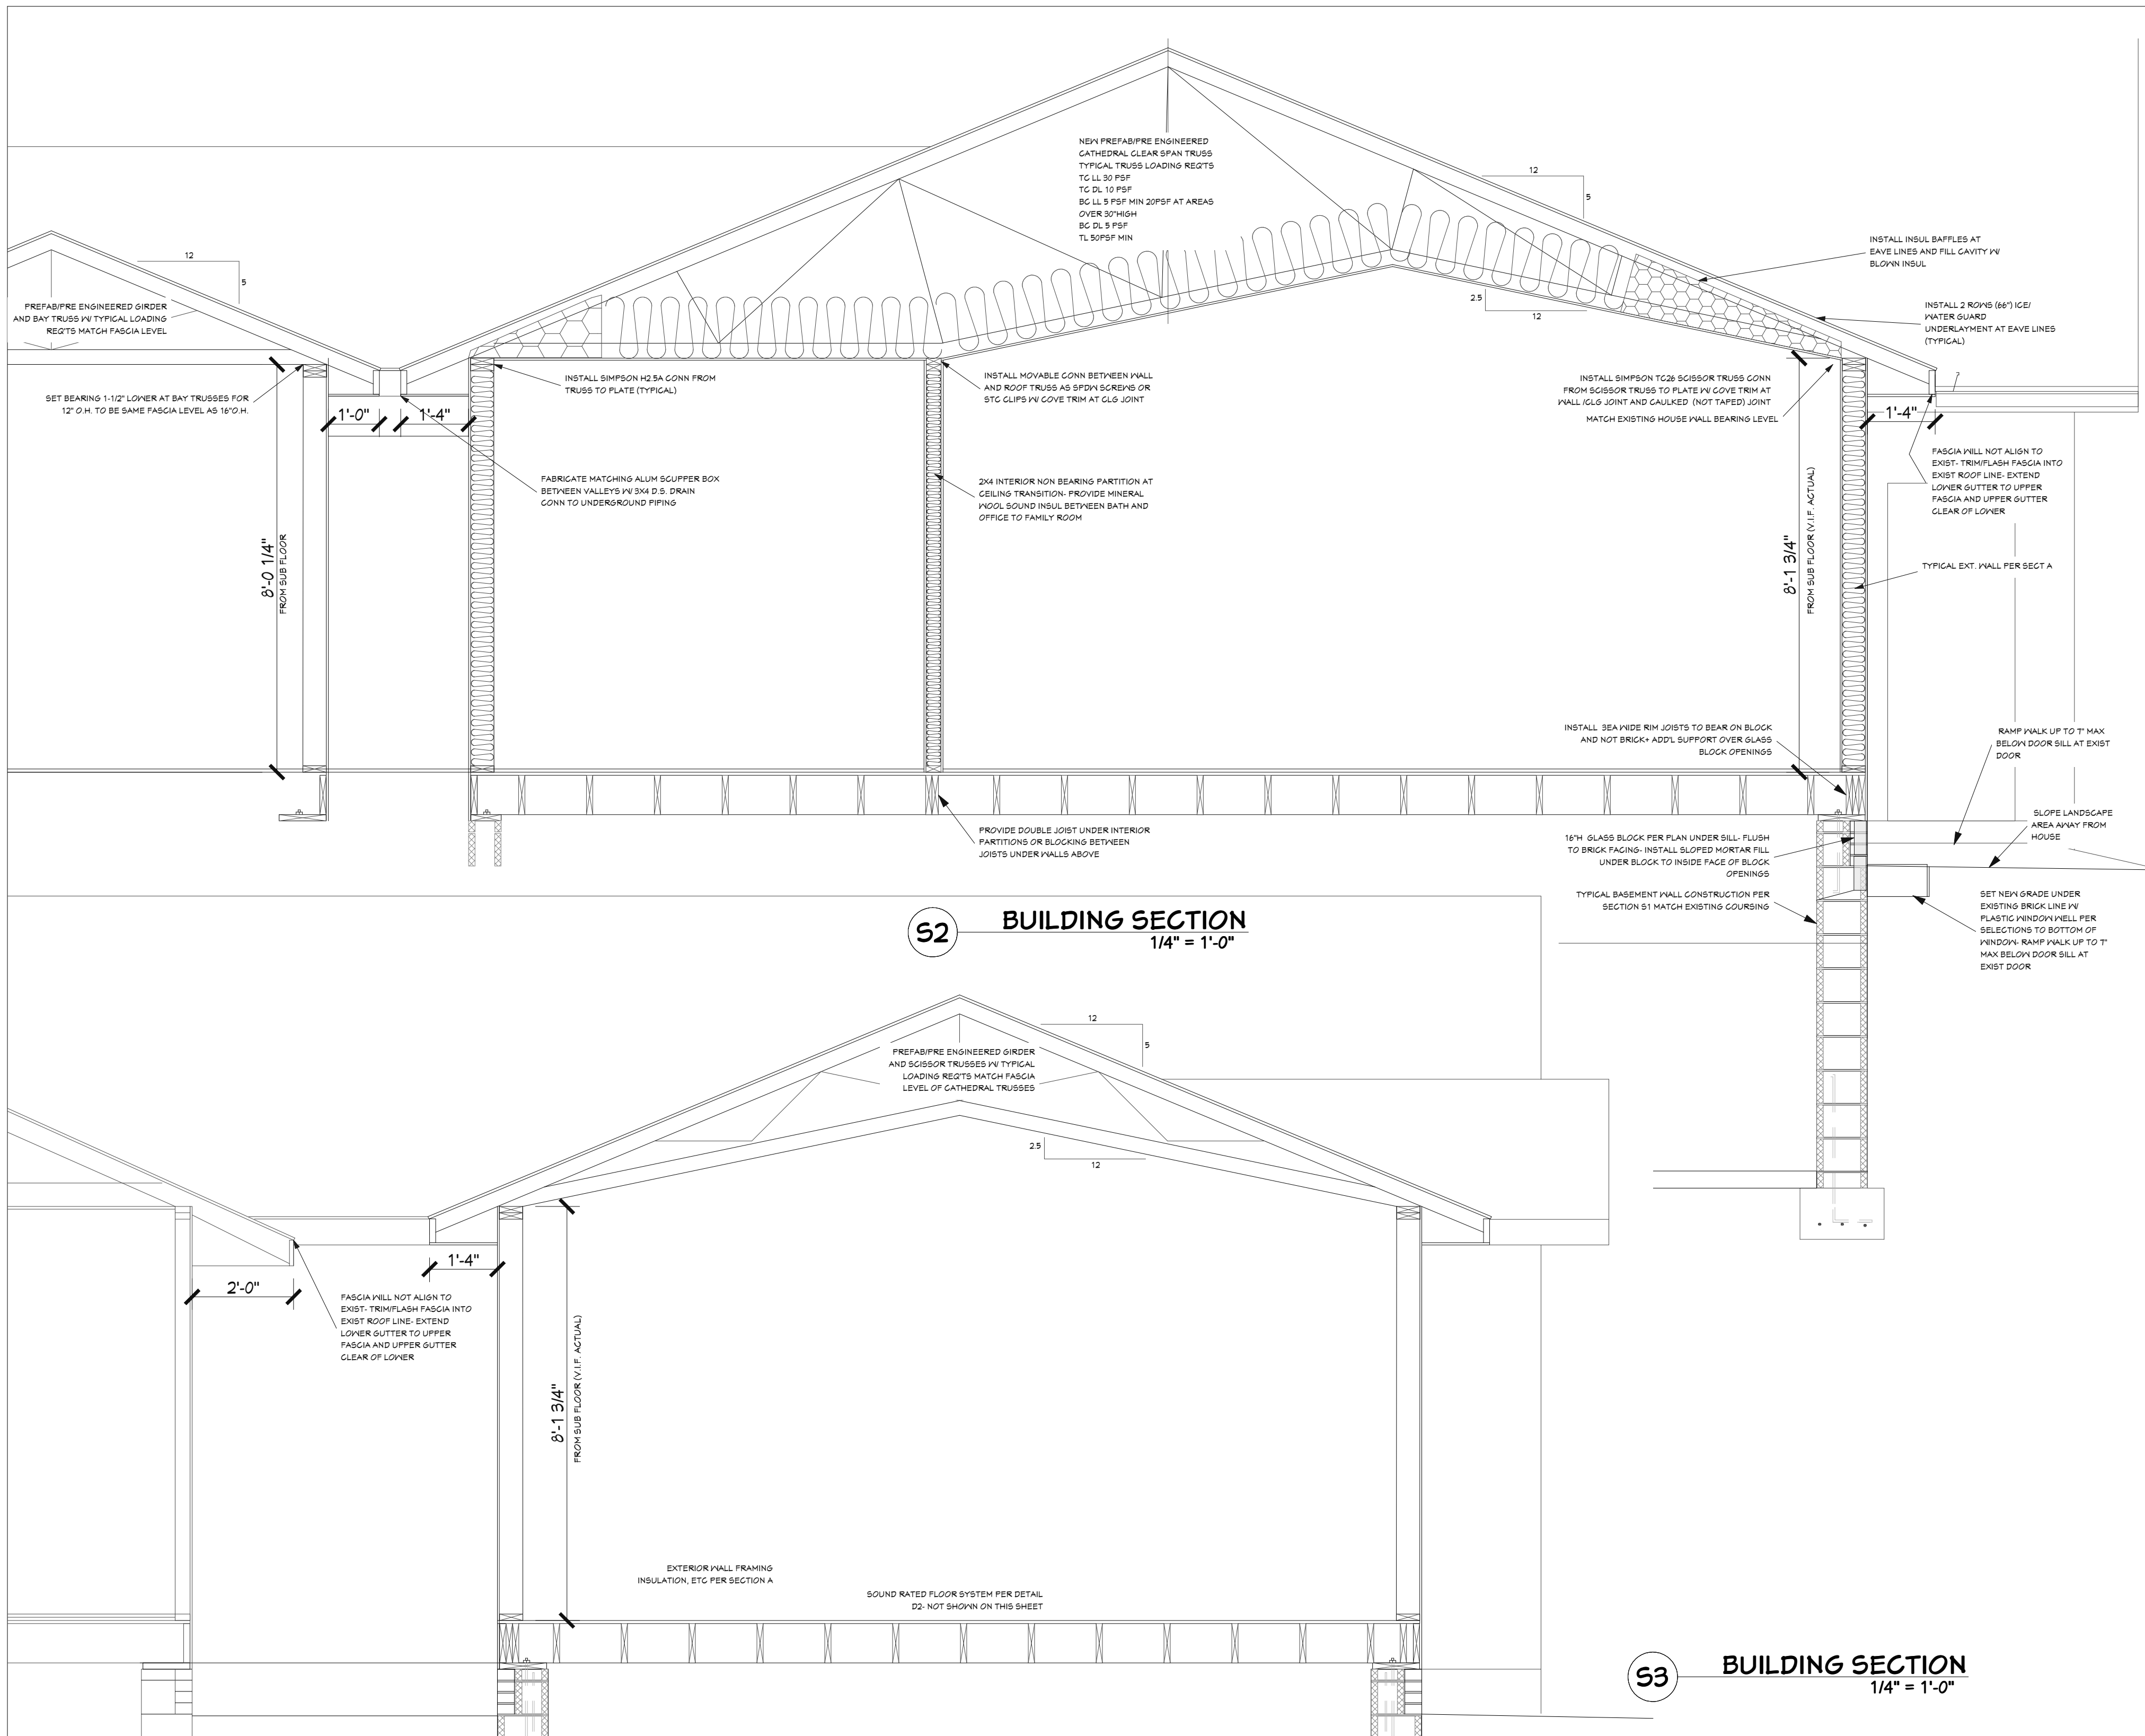 NEW PREFAB/PRE ENGINEERED
CATHEDRAL CLEAR SPAN TRUSS
TYPICAL TRUSS LOADING REQ'TS
TC LL 30 PSF
TC DL 10 PSF
BC LL 5 PSF MIN 20PSF AT AREAS
OVER 30"HIGH
BC DL 5 PSF
TL 50PSF MIN
12
5
12
5
PREFAB/PRE ENGINEERED GIRDER
AND BAY TRUSS W/ TYPICAL LOADING
REQ'TS MATCH FASCIA LEVEL
INSTALL INSUL BAFFLES AT
EAVE LINES AND FILL CAVITY W/
BLOWN INSUL
2.5
12
INSTALL 2 ROWS (66") ICE/
WATER GUARD
UNDERLAYMENT AT EAVE LINES
(TYPICAL)
SET BEARING 1-1/2" LOWER AT BAY TRUSSES FOR
12" O.H. TO BE SAME FASCIA LEVEL AS 16"O.H.
1'-0"
1'-4"
INSTALL SIMPSON H2.5A CONN FROM
TRUSS TO PLATE (TYPICAL)
INSTALL MOVABLE CONN BETWEEN WALL
AND ROOF TRUSS AS SPDW SCREWS OR
STC CLIPS W/ COVE TRIM AT CLG JOINT
INSTALL SIMPSON TC26 SCISSOR TRUSS CONN
FROM SCISSOR TRUSS TO PLATE W/ COVE TRIM AT
WALL /CLG JOINT AND CAULKED (NOT TAPED) JOINT
MATCH EXISTING HOUSE WALL BEARING LEVEL
?
1'-4"
FASCIA WILL NOT ALIGN TO
EXIST- TRIM/FLASH FASCIA INTO
EXIST ROOF LINE- EXTEND
LOWER GUTTER TO UPPER
FASCIA AND UPPER GUTTER
CLEAR OF LOWER
FABRICATE MATCHING ALUM SCUPPER BOX
BETWEEN VALLEYS W/ 3X4 D.S. DRAIN
CONN TO UNDERGROUND PIPING
2X4 INTERIOR NON BEARING PARTITION AT
CEILING TRANSITION- PROVIDE MINERAL
WOOL SOUND INSUL BETWEEN BATH AND
OFFICE TO FAMILY ROOM
8'-0 1/4"
FROM SUB FLOOR
8'-1 3/4"
FROM SUB FLOOR (V.I.F. ACTUAL)
TYPICAL EXT. WALL PER SECT A
INSTALL 3EA WIDE RIM JOISTS TO BEAR ON BLOCK
AND NOT BRICK+ ADD'L SUPPORT OVER GLASS
BLOCK OPENINGS
RAMP WALK UP TO 7" MAX
BELOW DOOR SILL AT EXIST
DOOR
PROVIDE DOUBLE JOIST UNDER INTERIOR
PARTITIONS OR BLOCKING BETWEEN
JOISTS UNDER WALLS ABOVE
16"H GLASS BLOCK PER PLAN UNDER SILL- FLUSH
TO BRICK FACING- INSTALL SLOPED MORTAR FILL
UNDER BLOCK TO INSIDE FACE OF BLOCK
OPENINGS
SLOPE LANDSCAPE
AREA AWAY FROM
HOUSE
TYPICAL BASEMENT WALL CONSTRUCTION PER
SECTION S1 MATCH EXISTING COURSING
SET NEW GRADE UNDER
EXISTING BRICK LINE W/
PLASTIC WINDOW WELL PER
SELECTIONS TO BOTTOM OF
WINDOW- RAMP WALK UP TO 7"
MAX BELOW DOOR SILL AT
EXIST DOOR
S2
BUILDING SECTION
1/4" = 1'-0"
12
5
PREFAB/PRE ENGINEERED GIRDER
AND SCISSOR TRUSSES W/ TYPICAL
LOADING REQ'TS MATCH FASCIA
LEVEL OF CATHEDRAL TRUSSES
2.5
12
2'-0"
1'-4"
FASCIA WILL NOT ALIGN TO
EXIST- TRIM/FLASH FASCIA INTO
EXIST ROOF LINE- EXTEND
LOWER GUTTER TO UPPER
FASCIA AND UPPER GUTTER
CLEAR OF LOWER
8'-1 3/4"
FROM SUB FLOOR (V.I.F. ACTUAL)
EXTERIOR WALL FRAMING
INSULATION, ETC PER SECTION A
SOUND RATED FLOOR SYSTEM PER DETAIL
D2- NOT SHOWN ON THIS SHEET
S3
BUILDING SECTION
1/4" = 1'-0"